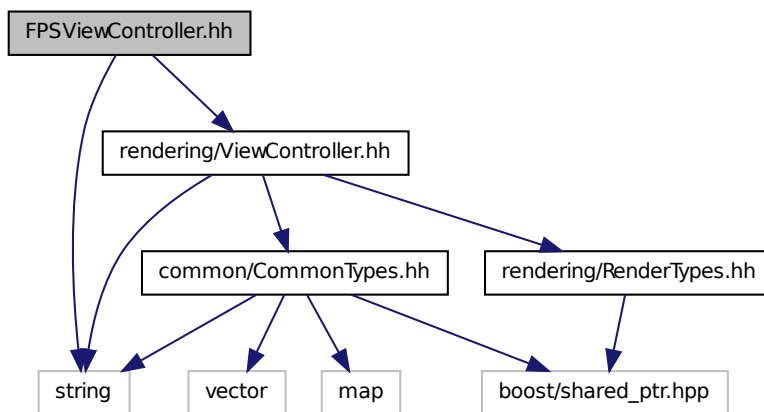 FPSViewController.hh
rendering/ViewController.hh
common/CommonTypes.hh
rendering/RenderTypes.hh
string
vector
map
boost/shared_ptr.hpp